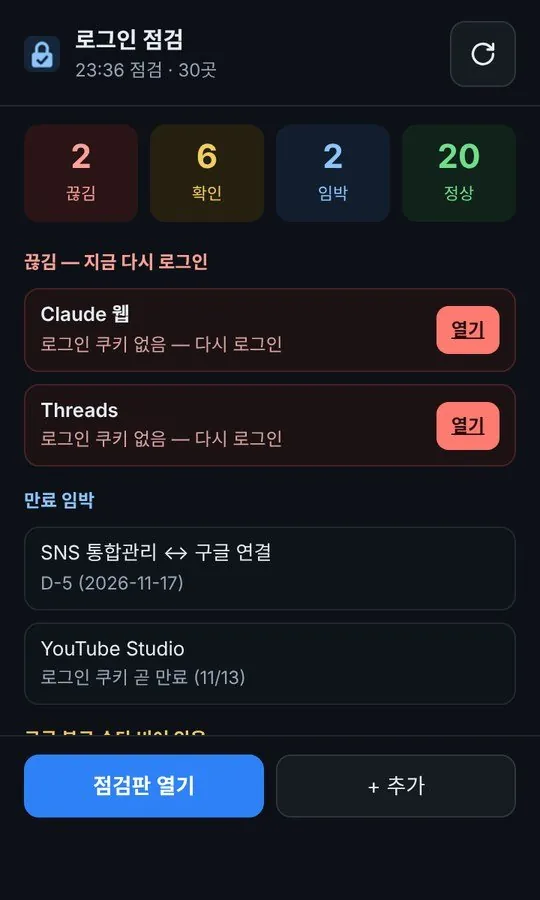 로그인 점검
23:36 점검 · 30곳
2
끊김
6
확인
2
임박
20
정상
끊김 — 지금 다시 로그인
Claude 웹
로그인 쿠키 없음 — 다시 로그인
열기
Threads
로그인 쿠키 없음 — 다시 로그인
열기
만료 임박
SNS 통합관리 ↔ 구글 연결
D-5 (2026-11-17)
YouTube Studio
로그인 쿠키 곧 만료 (11/13)
점검판 열기
+ 추가